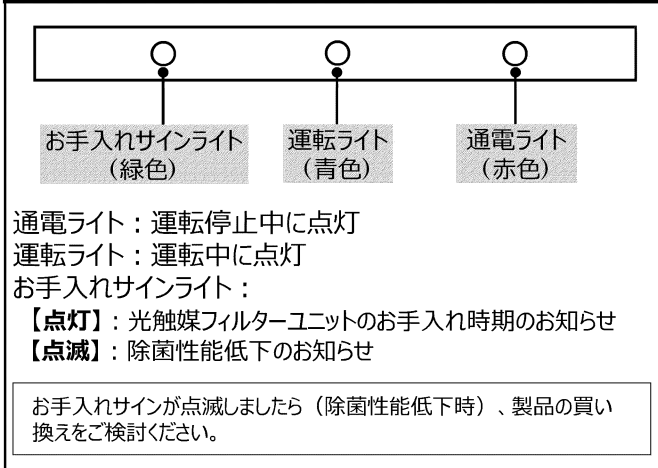 お手入れサインライト
(緑色)
運転ライト
(青色)
通電ライト
(赤色)
通電ライト：運転停止中に点灯
運転ライト：運転中に点灯
お手入れサインライト：
【点灯】：光触媒フィルターユニットのお手入れ時期のお知らせ
【点滅】：除菌性能低下のお知らせ
お手入れサインが点滅しましたら（除菌性能低下時）、製品の買い
換えをご検討ください。